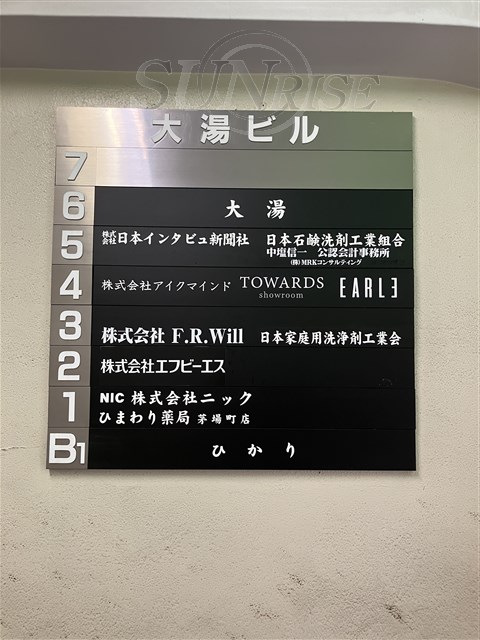 SUNRISE
大湯ビル
7
6 大湯
5 株式会社 日本インタビュ新聞社 日本石鹸洗剤工業組合
中塩信一 公認会計事務所
(株)MRKコンサルティング
4 株式会社アイクマインド TOWARDS showroom EARLE
3 株式会社 F.R.Will 日本家庭用洗浄剤工業会
2 株式会社エフビーエス
1 NIC 株式会社ニック
ひまわり薬局 茅場町店
B1 ひかり